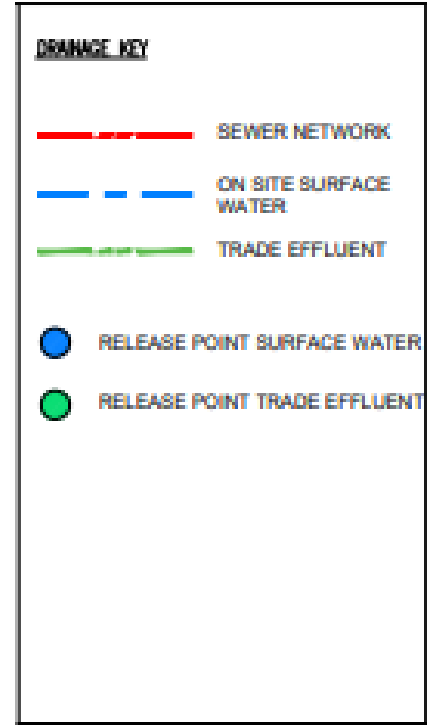 DRAINAGE KEY
SEWER NETWORK
ON SITE SURFACE
WATER
TRADE EFFLUENT
RELEASE POINT SURFACE WATER
RELEASE POINT TRADE EFFLUENT